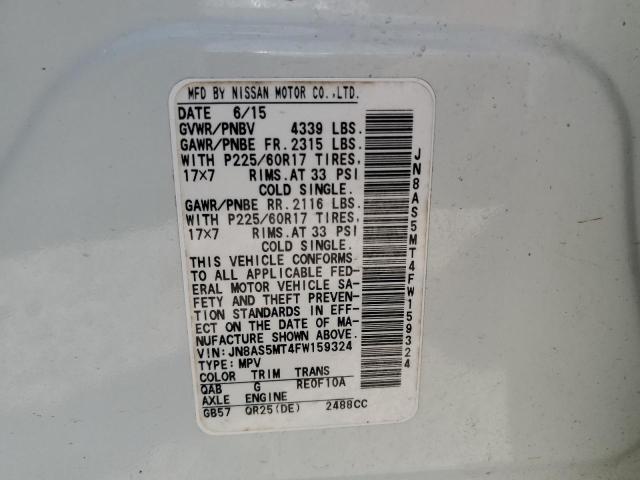 MFD BY NISSAN MOTOR CO.,LTD.
DATE 6/15
GVWR/PNBV 4339 LBS.
GAWR/PNBE FR. 2315 LBS.
WITH P225/60R17 TIRES,
17×7 RIMS.AT 33 PSI
COLD SINGLE.
GAWR/PNBE RR. 2116 LBS.
WITH P225/60R17 TIRES,
17×7 RIMS.AT 33 PSI
COLD SINGLE.
THIS VEHICLE CONFORMS
TO ALL APPLICABLE FED-
ERAL MOTOR VEHICLE SA-
FETY AND THEFT PREVEN-
TION STANDARDS IN EFF-
ECT ON THE DATE OF MA-
NUFACTURE SHOWN ABOVE.
VIN: JN8AS5MT4FW159324
TYPE: MPV
COLOR TRIM TRANS
QAB G RE0F10A
AXLE ENGINE
GB57 QR25(DE) 2488CC
JN8AS5MT4FW159324